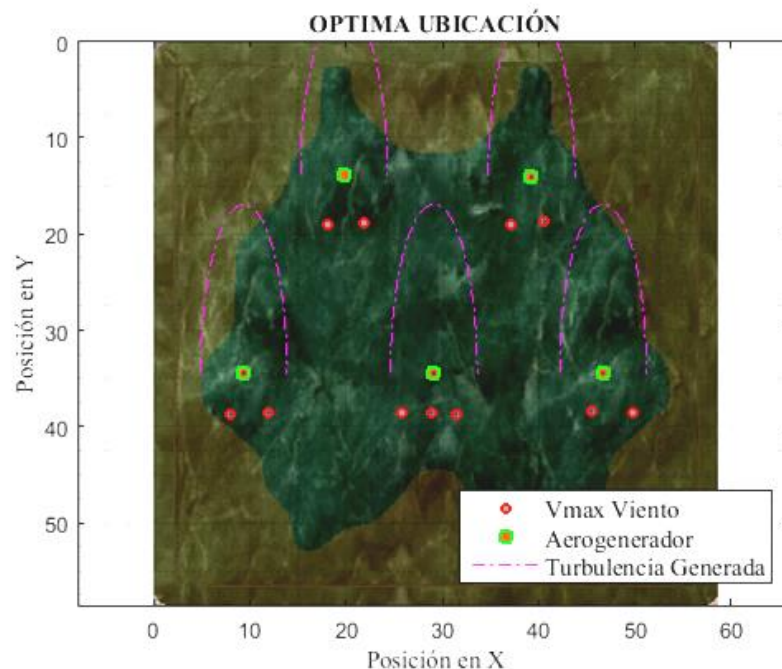 OPTIMA UBICACIÓN
0
10
20
30
40
50
Posición en Y
0 10 20 30 40 50 60
Posición en X
Vmax Viento
Aerogenerador
Turbulencia Generada